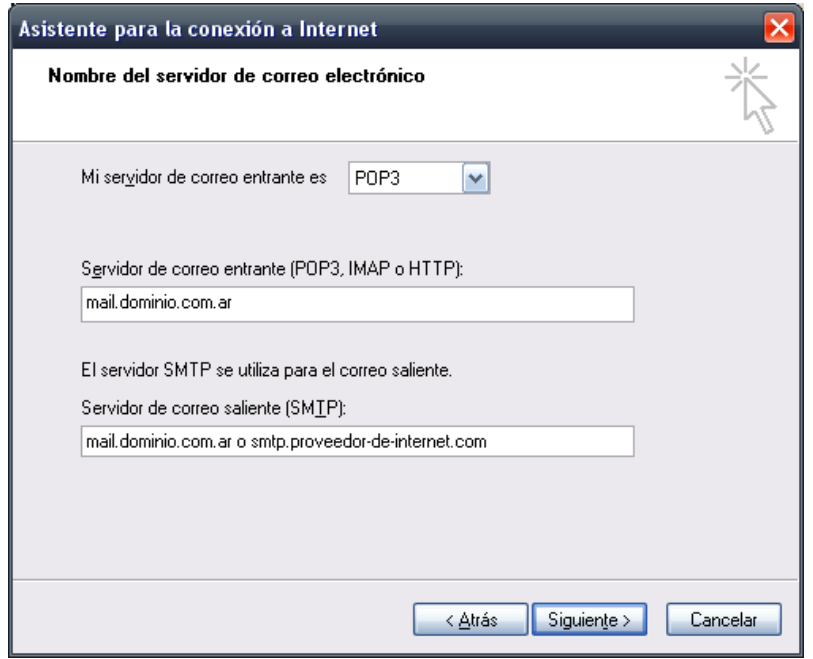 Asistente para la conexión a Internet
Nombre del servidor de correo electrónico
Mi servidor de correo entrante es POP3
Servidor de correo entrante (POP3, IMAP o HTTP):
mail.dominio.com.ar
El servidor SMTP se utiliza para el correo saliente.
Servidor de correo saliente (SMTP):
mail.dominio.com.ar o smtp.proveedor-de-internet.com
< Atrás Siguiente > Cancelar